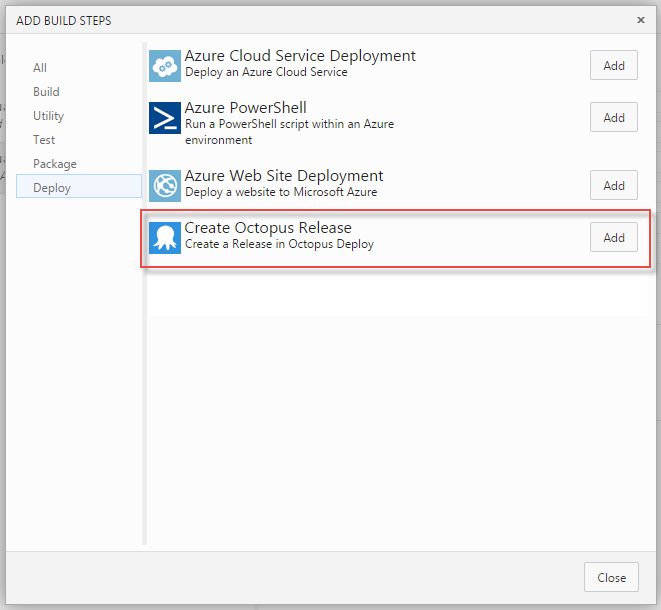 ADD BUILD STEPS
All
Build
Utility
Test
Package
Deploy
Azure Cloud Service Deployment
Deploy an Azure Cloud Service
Add
Azure PowerShell
Run a PowerShell script within an Azure
environment
Add
Azure Web Site Deployment
Deploy a website to Microsoft Azure
Add
Create Octopus Release
Create a Release in Octopus Deploy
Add
Close